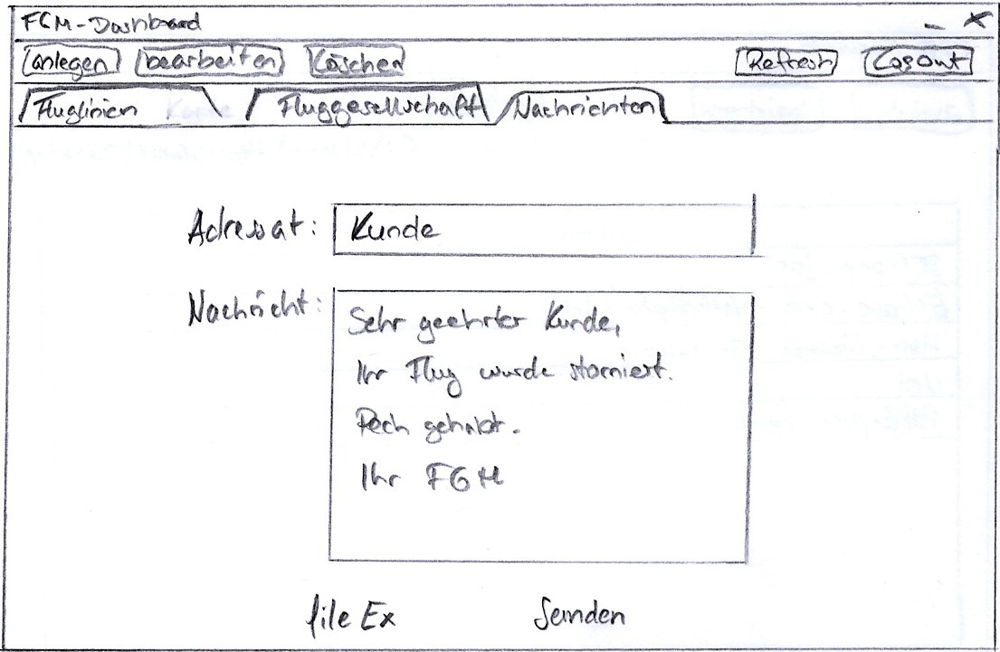 FCM-Dashboard
anlegen bearbeiten Löschen Refresh Logout
Fluglinien Fluggesellschaft Nachrichten
Adressat: Kunde
Nachricht:
Sehr geehrter Kunde,
Ihr Flug wurde storniert.
Pech gehabt.
Ihr FGM
file Ex Senden